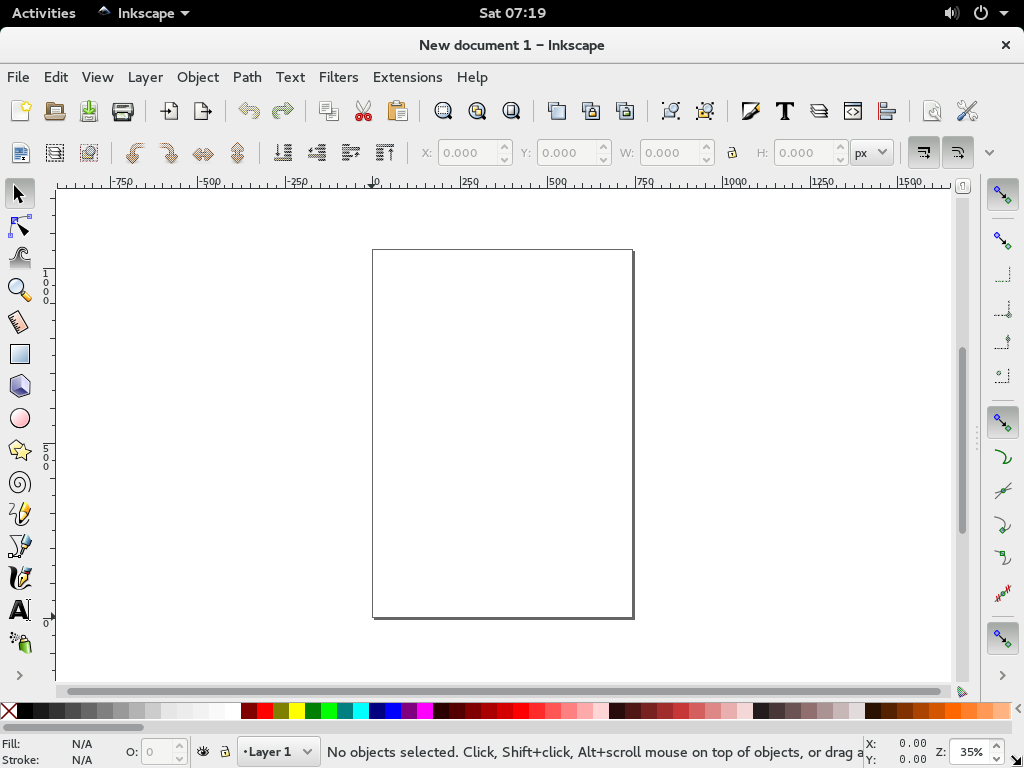 Activities Inkscape Sat 07:19
New document 1 – Inkscape
File Edit View Layer Object Path Text Filters Extensions Help
X: 0.000 Y: 0.000 W: 0.000 H: 0.000 px
-750 -500 -250 0 250 500 750 1000 1250 1500
1000
500
0
Fill: N/A
Stroke: N/A
O: 0
•Layer 1
No objects selected. Click, Shift+click, Alt+scroll mouse on top of objects, or drag a
X: 0.00
Y: 0.00
Z: 35%